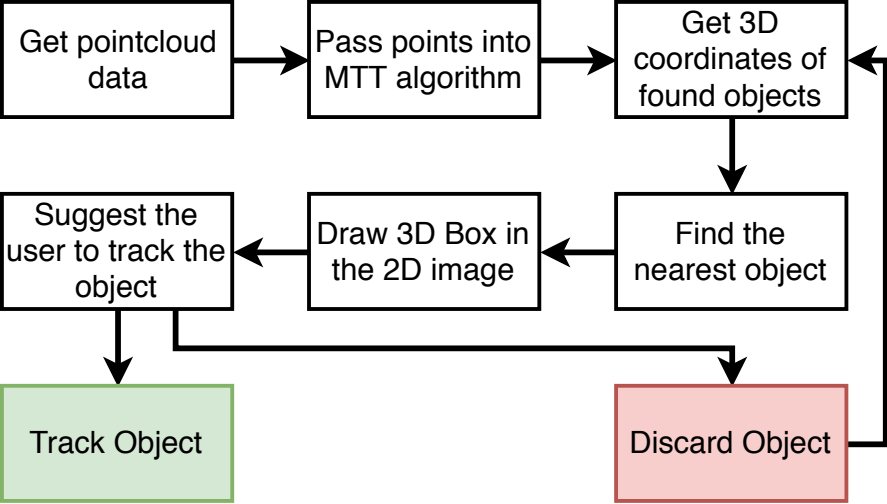 Get pointcloud
data
Pass points into
MTT algorithm
Get 3D
coordinates of
found objects
Find the
nearest object
Draw 3D Box in
the 2D image
Suggest the
user to track the
object
Track Object
Discard Object